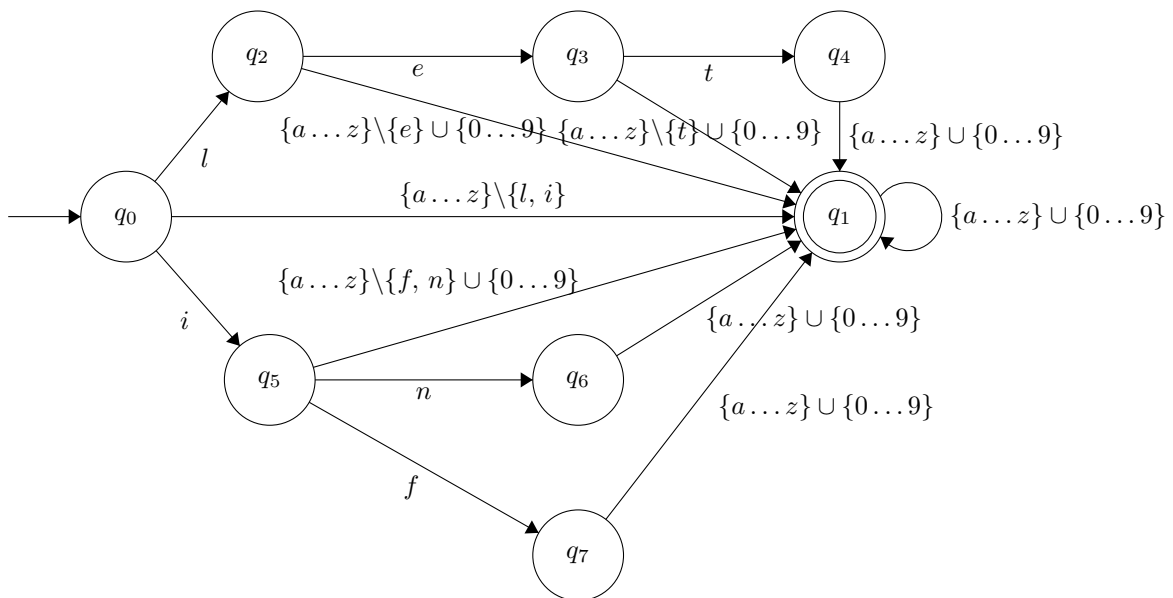 q₂
q₃
q₄
e
t
{a…z}\{e} ∪ {0…9}
{a…z}\{t} ∪ {0…9}
{a…z} ∪ {0…9}
l
q₀
{a…z}\{l, i}
q₁
{a…z} ∪ {0…9}
{a…z}\{f, n} ∪ {0…9}
i
{a…z} ∪ {0…9}
q₅
n
q₆
{a…z} ∪ {0…9}
f
q₇